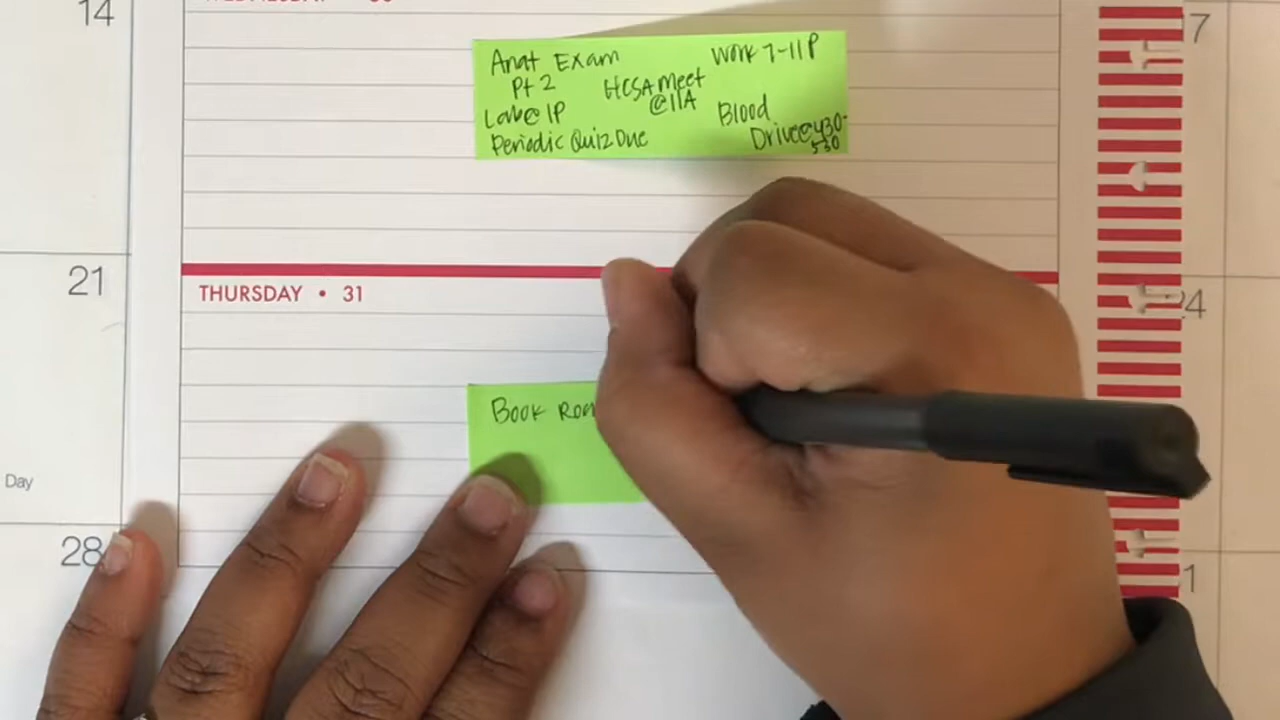 14
17
Anat Exam
Pt 2
Work 7-11P
HCSA meet
@11A
Lab@1P
Blood
Drive@430-
530
Periodic Quiz Due
21
THURSDAY • 31
24
Book
Day
28
1